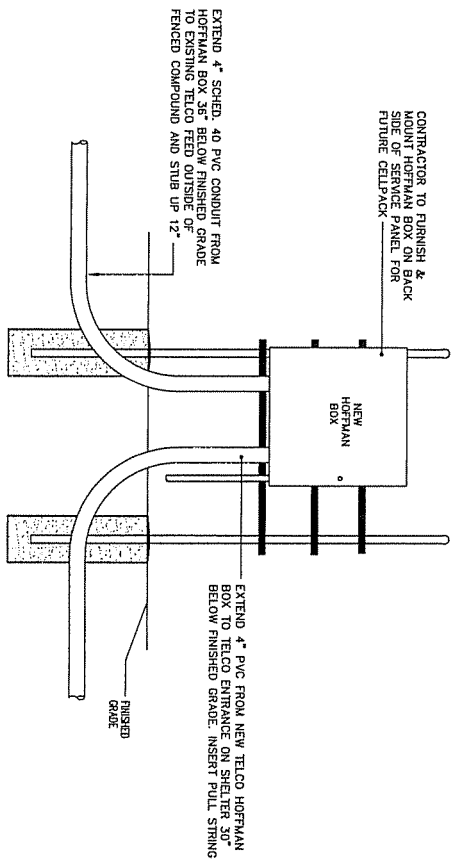 CONTRACTOR TO FURNISH &
MOUNT HOFFMAN BOX ON BACK
SIDE OF SERVICE PANEL FOR
FUTURE CELLPACK
NEW
HOFFMAN
BOX
EXTEND 4" SCHED. 40 PVC CONDUIT FROM
HOFFMAN BOX 36" BELOW FINISHED GRADE
TO EXISTING TELCO FEED OUTSIDE OF
FENCED COMPOUND AND STUB UP 12"
EXTEND 4" PVC FROM NEW TELCO HOFFMAN
BOX TO TELCO ENTRANCE ON SHELTER 30"
BELOW FINISHED GRADE. INSERT PULL STRING
FINISHED
GRADE